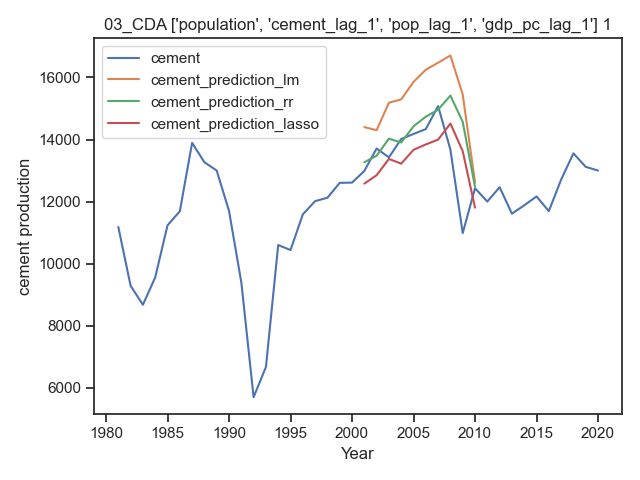 03_CDA ['population', 'cement_lag_1', 'pop_lag_1', 'gdp_pc_lag_1'] 1
cement
cement_prediction_lm
cement_prediction_rr
cement_prediction_lasso
cement production
16000
14000
12000
10000
8000
6000
1980 1985 1990 1995 2000 2005 2010 2015 2020
Year